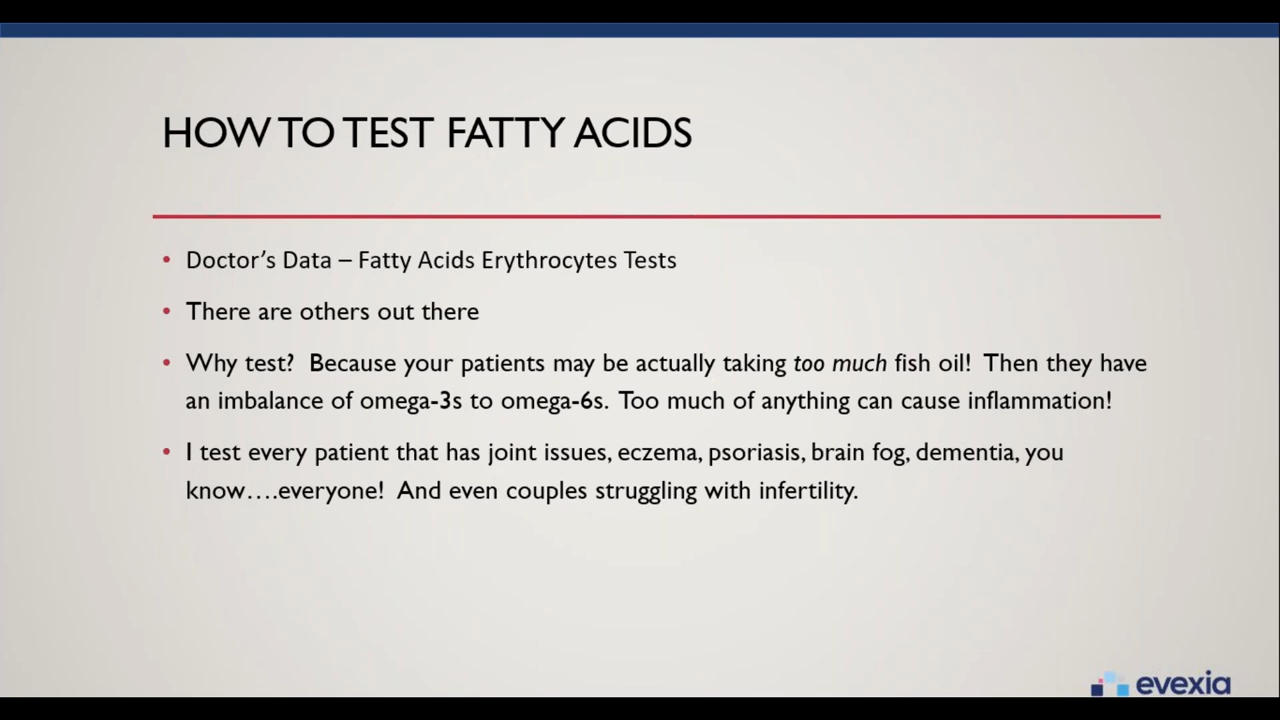 HOW TO TEST FATTY ACIDS
• Doctor's Data – Fatty Acids Erythrocytes Tests
• There are others out there
• Why test?  Because your patients may be actually taking too much fish oil!  Then they have
an imbalance of omega-3s to omega-6s.  Too much of anything can cause inflammation!
• I test every patient that has joint issues, eczema, psoriasis, brain fog, dementia, you
know….everyone!  And even couples struggling with infertility.
evexia